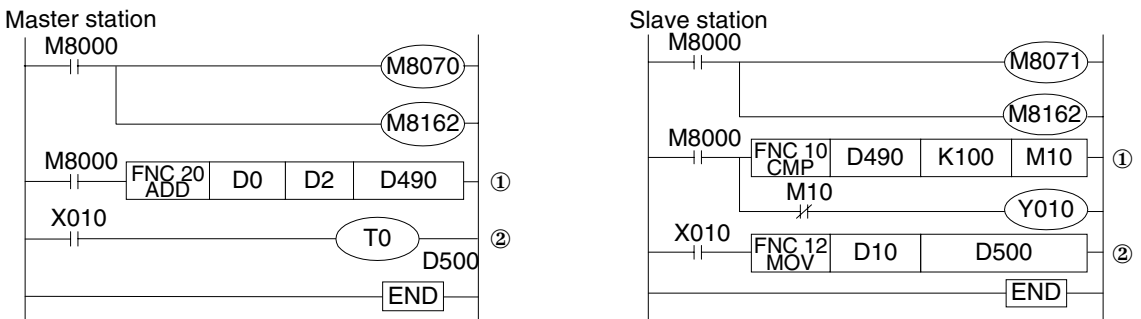 Master station
M8000
M8070
M8162
M8000
FNC 20 ADD D0 D2 D490 ①
X010
T0 ②
D500
END
Slave station
M8000
M8071
M8162
M8000
FNC 10 CMP D490 K100 M10 ①
M10
Y010
X010
FNC 12 MOV D10 D500 ②
END